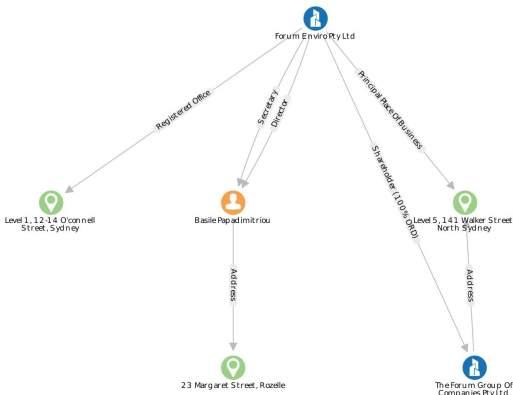 Forum Enviro Pty Ltd
Registered Office
Secretary
Director
Principal Place Of Business
Shareholder (100% ORD)
Level 1, 12-14 O'connell
Street, Sydney
Basile Papadimitriou
Level 5, 141 Walker Street
North Sydney
Address
Address
23 Margaret Street, Rozelle
The Forum Group Of
Companies Pty Ltd